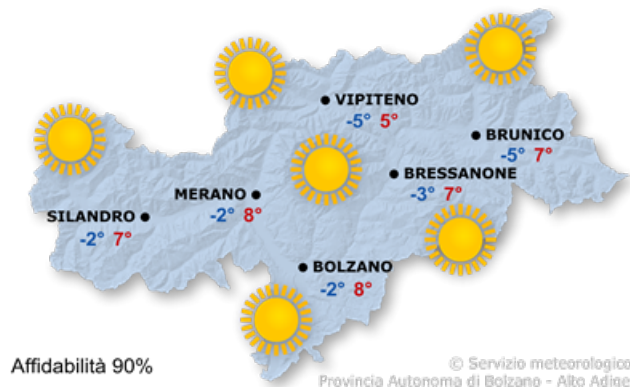 VIPITENO
-5° 5°
BRUNICO
-5° 7°
BRESSANONE
-3° 7°
MERANO
-2° 8°
SILANDRO
-2° 7°
BOLZANO
-2° 8°
Affidabilità 90%
© Servizio meteorologico
Provincia Autonoma di Bolzano - Alto Adige